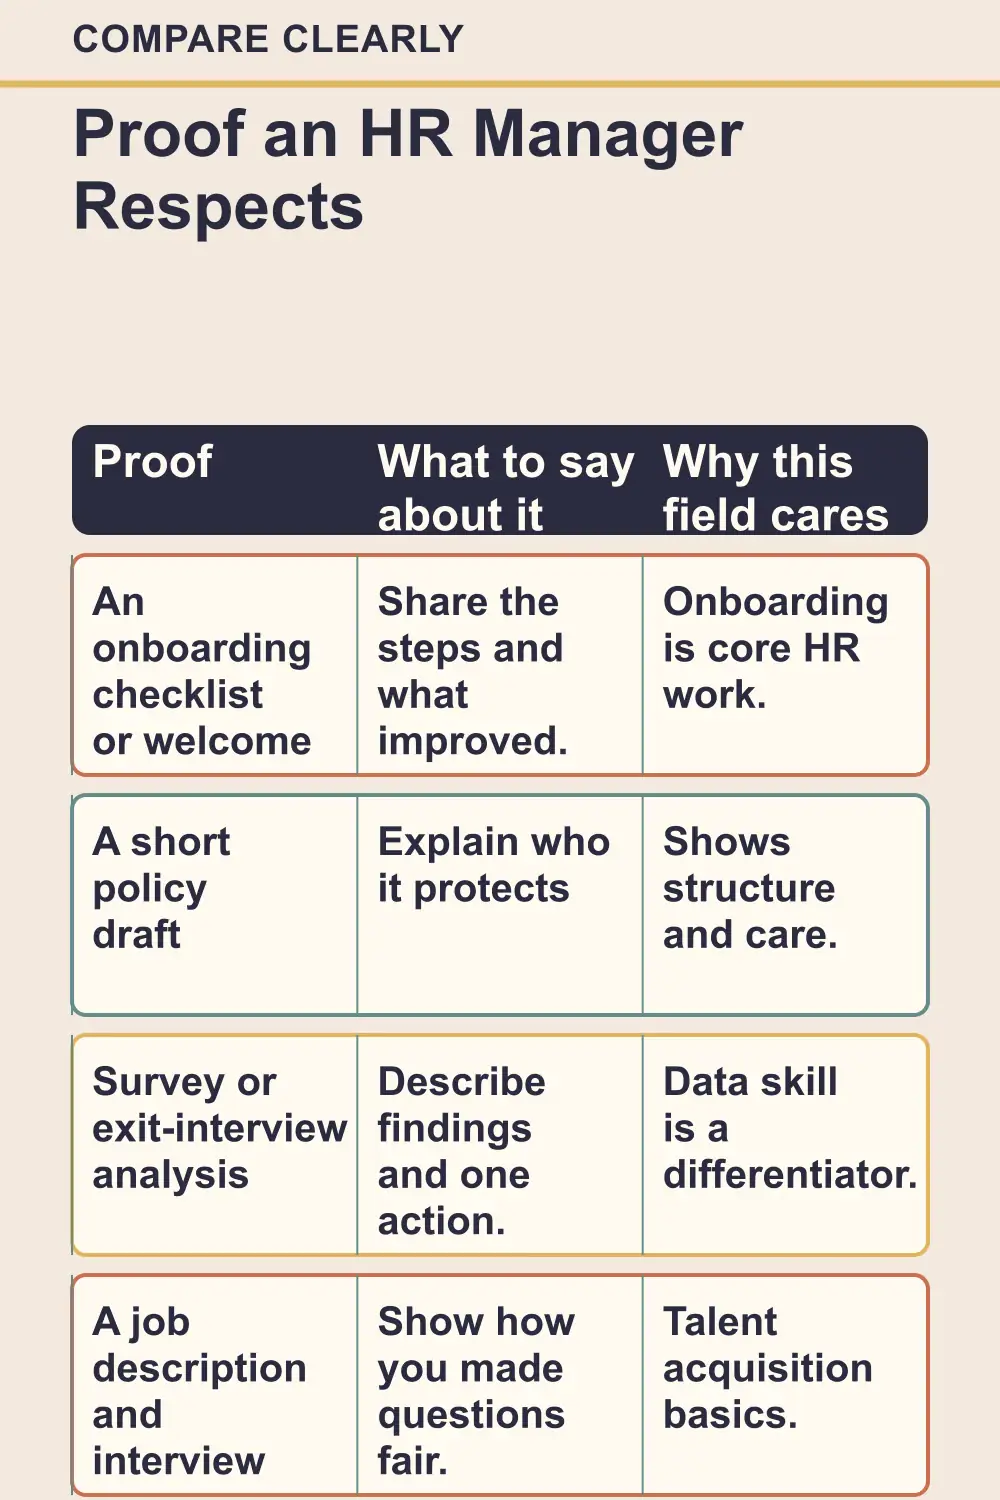 COMPARE CLEARLY
Proof an HR Manager
Respects
Proof
What to say
about it
Why this
field cares
An
onboarding
checklist
or welcome
Share the
steps and
what
improved.
Onboarding
is core HR
work.
A short
policy
draft
Explain who
it protects
Shows
structure
and care.
Survey or
exit-interview
analysis
Describe
findings
and one
action.
Data skill
is a
differentiator.
A job
description
and
interview
Show how
you made
questions
fair.
Talent
acquisition
basics.